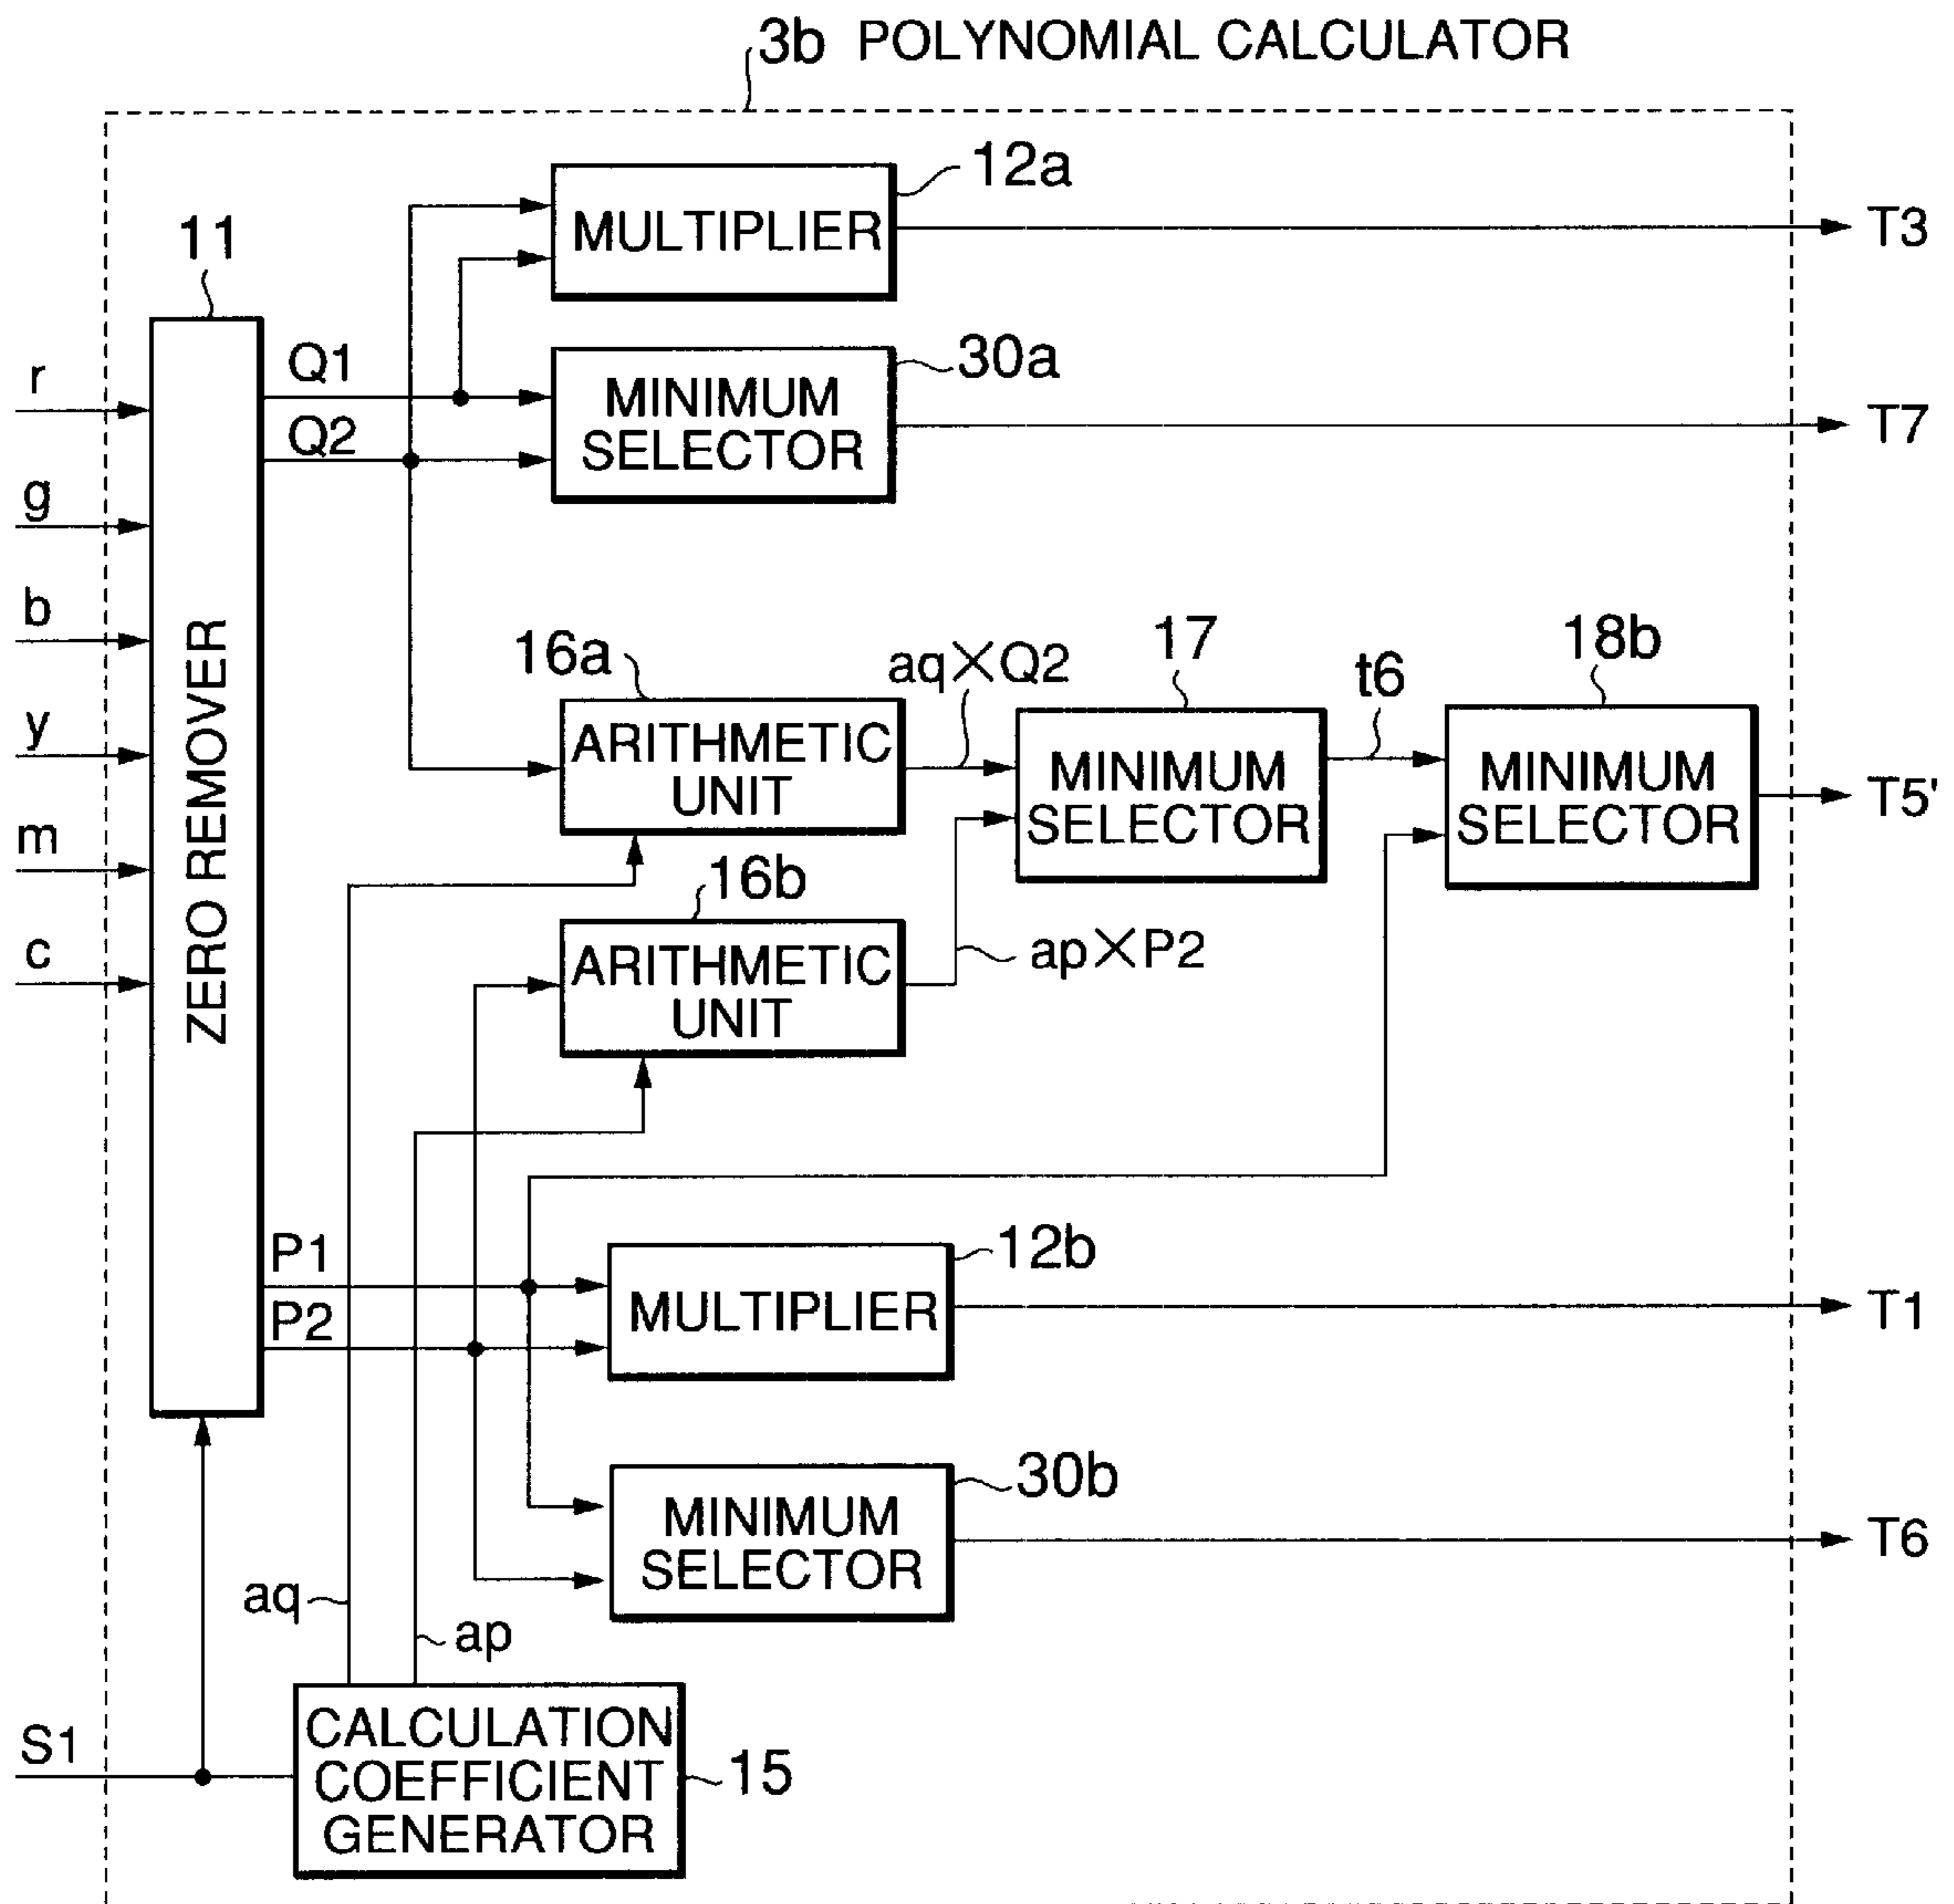 3b POLYNOMIAL CALCULATOR
12a
MULTIPLIER
T3
11
Q1
30a
r
MINIMUM
SELECTOR
T7
Q2
g
b
ZERO REMOVER
16a
aq×Q2
17
t6
18b
y
ARITHMETIC
UNIT
MINIMUM
SELECTOR
MINIMUM
SELECTOR
T5'
m
16b
c
ARITHMETIC
UNIT
ap×P2
P1
12b
P2
MULTIPLIER
T1
30b
MINIMUM
SELECTOR
T6
aq
ap
S1
CALCULATION
COEFFICIENT
GENERATOR
15